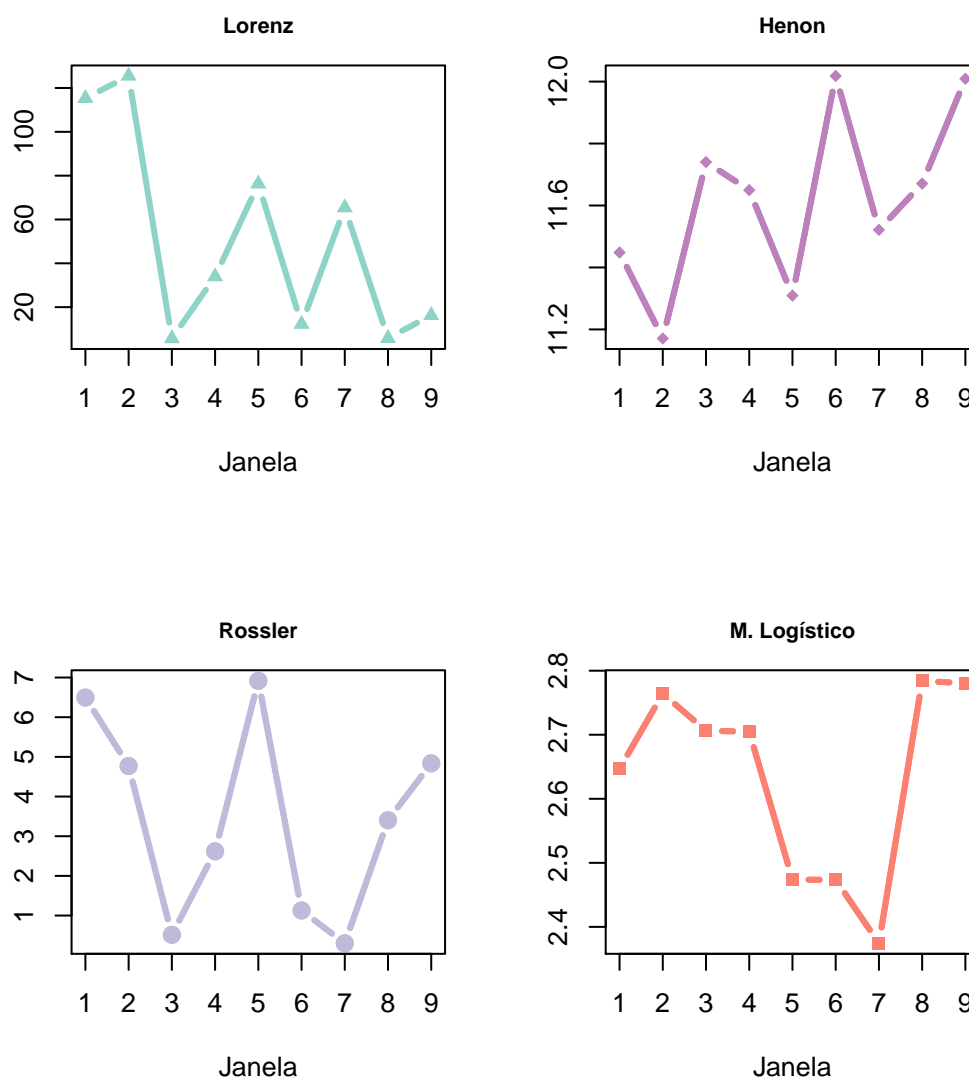 Lorenz
20 60 100
1 2 3 4 5 6 7 8 9
Janela
Henon
11.2 11.6 12.0
1 2 3 4 5 6 7 8 9
Janela
Rossler
1 2 3 4 5 6 7
1 2 3 4 5 6 7 8 9
Janela
M. Logístico
2.4 2.5 2.6 2.7 2.8
1 2 3 4 5 6 7 8 9
Janela